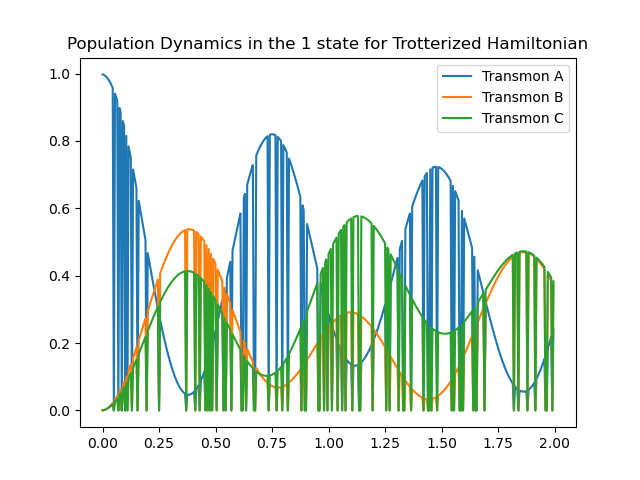 Population Dynamics in the 1 state for Trotterized Hamiltonian
Transmon A
Transmon B
Transmon C
1.0
0.8
0.6
0.4
0.2
0.0
0.00 0.25 0.50 0.75 1.00 1.25 1.50 1.75 2.00